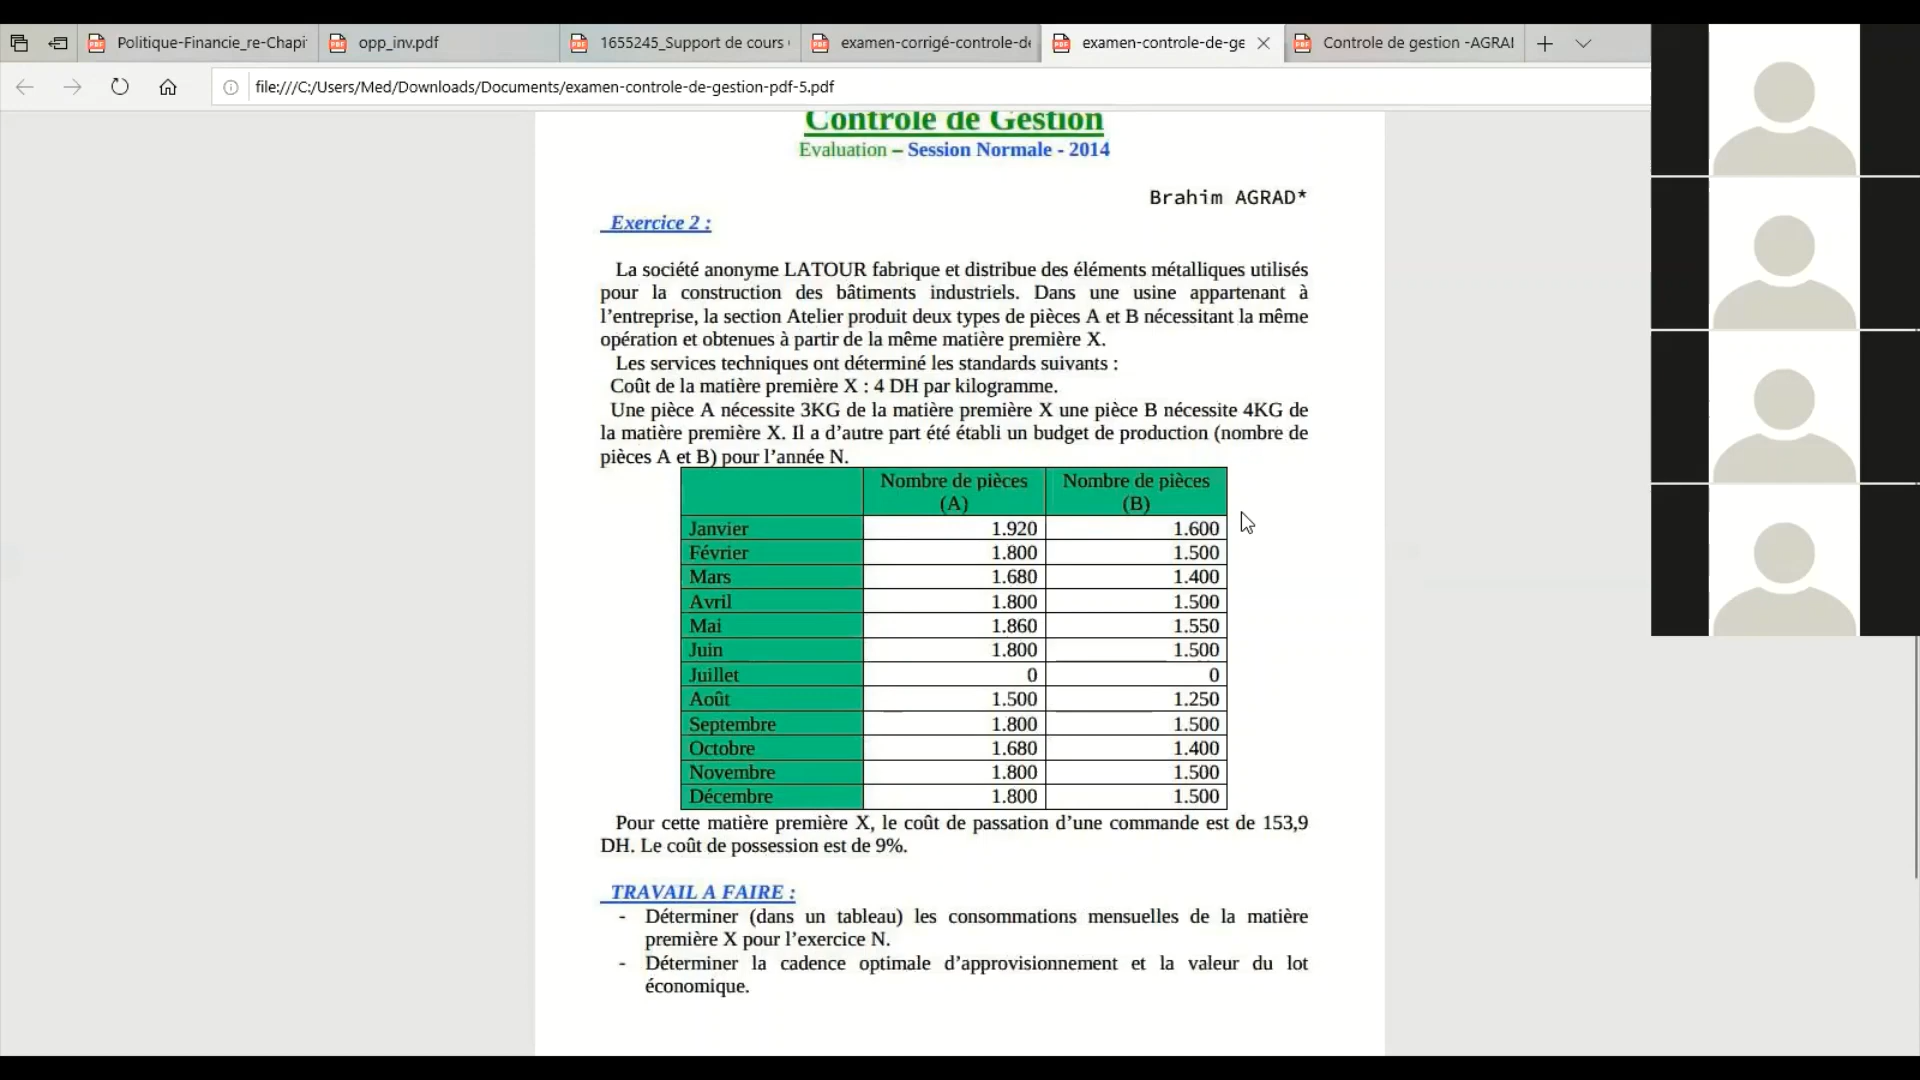 Politique-Financie_re-Chapi
opp_inv.pdf
1655245_Support de cours
examen-corrigé-controle-de
examen-controle-de-ge
Controle de gestion -AGRAI
file:///C:/Users/Med/Downloads/Documents/examen-controle-de-gestion-pdf-5.pdf
Controle de Gestion
Evaluation – Session Normale - 2014
Brahim AGRAD*
Exercice 2 :
La société anonyme LATOUR fabrique et distribue des éléments métalliques utilisés
pour la construction des bâtiments industriels. Dans une usine appartenant à
l’entreprise, la section Atelier produit deux types de pièces A et B nécessitant la même
opération et obtenues à partir de la même matière première X.
Les services techniques ont déterminé les standards suivants :
Coût de la matière première X : 4 DH par kilogramme.
Une pièce A nécessite 3KG de la matière première X une pièce B nécessite 4KG de
la matière première X. Il a d’autre part été établi un budget de production (nombre de
pièces A et B) pour l’année N.
Nombre de pièces (A) Nombre de pièces (B)
Janvier 1.920 1.600
Février 1.800 1.500
Mars 1.680 1.400
Avril 1.800 1.500
Mai 1.860 1.550
Juin 1.800 1.500
Juillet 0 0
Août 1.500 1.250
Septembre 1.800 1.500
Octobre 1.680 1.400
Novembre 1.800 1.500
Décembre 1.800 1.500
Pour cette matière première X, le coût de passation d’une commande est de 153,9
DH. Le coût de possession est de 9%.
TRAVAIL A FAIRE :
- Déterminer (dans un tableau) les consommations mensuelles de la matière
première X pour l’exercice N.
- Déterminer la cadence optimale d’approvisionnement et la valeur du lot
économique.